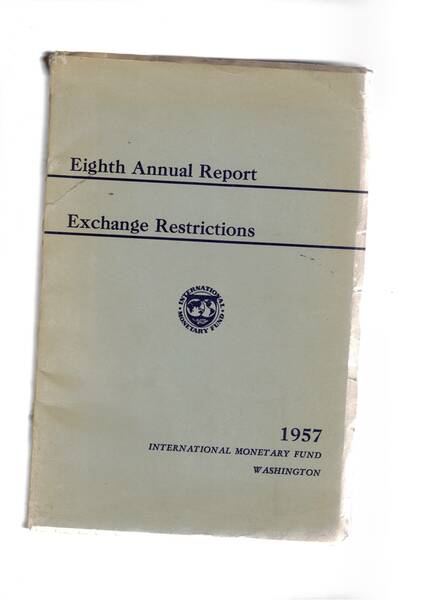 Eighth Annual Report
Exchange Restrictions
INTERNATIONAL
MONETARY FUND
1957
INTERNATIONAL MONETARY FUND
WASHINGTON